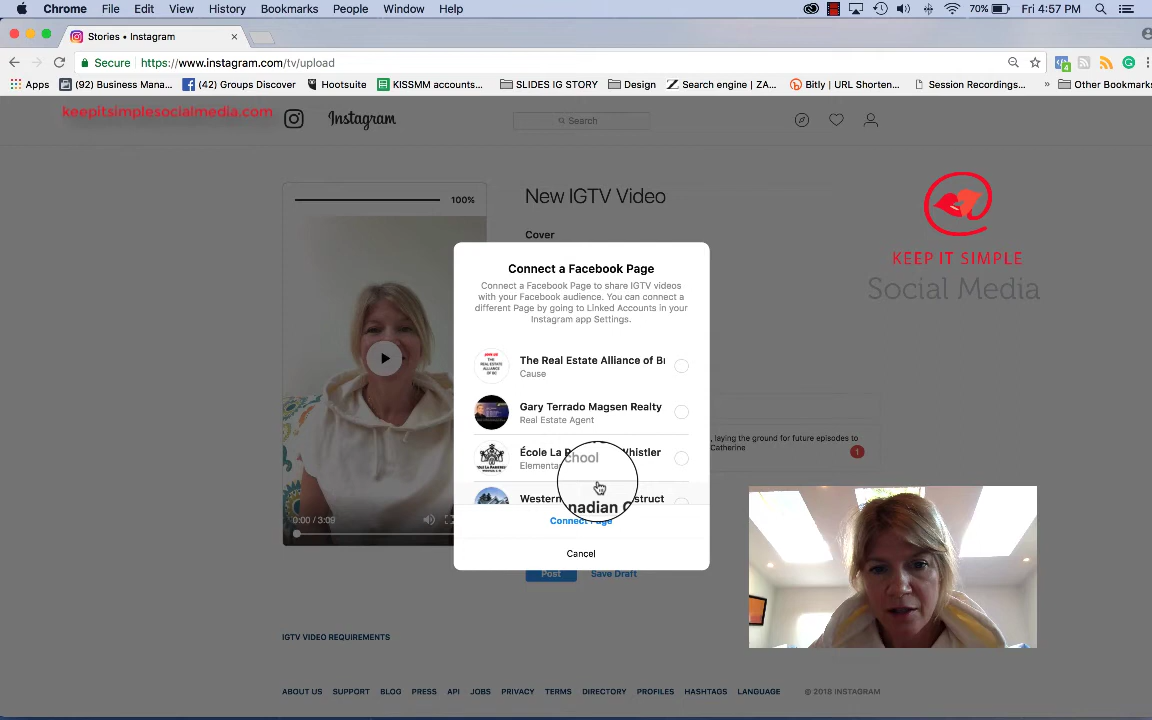 Chrome File Edit View History Bookmarks People Window Help 70% Fri 4:57 PM
Stories • Instagram
Secure https://www.instagram.com/tv/upload
Apps (92) Business Mana... (42) Groups Discover Hootsuite KISSMM accounts... SLIDES IG STORY Design Search engine | ZA... Bitly | URL Shorten... Session Recordings... » Other Bookmarks
keepitsimplesocialmedia.com
Instagram
Search
100%
New IGTV Video
Cover
KEEP IT SIMPLE
Social Media
Connect a Facebook Page
Connect a Facebook Page to share IGTV videos
with your Facebook audience. You can connect a
different Page by going to Linked Accounts in your
Instagram app Settings.
The Real Estate Alliance of
Cause
Gary Terrado Magsen Realty
Real Estate Agent
École La Whistler
chool
Western
nadian
Connect
Cancel
, laying the ground for future episodes to
Catherine
1
0:00 / 3:09
Post Save Draft
IGTV VIDEO REQUIREMENTS
ABOUT US SUPPORT BLOG PRESS API JOBS PRIVACY TERMS DIRECTORY PROFILES HASHTAGS LANGUAGE © 2018 INSTAGRAM